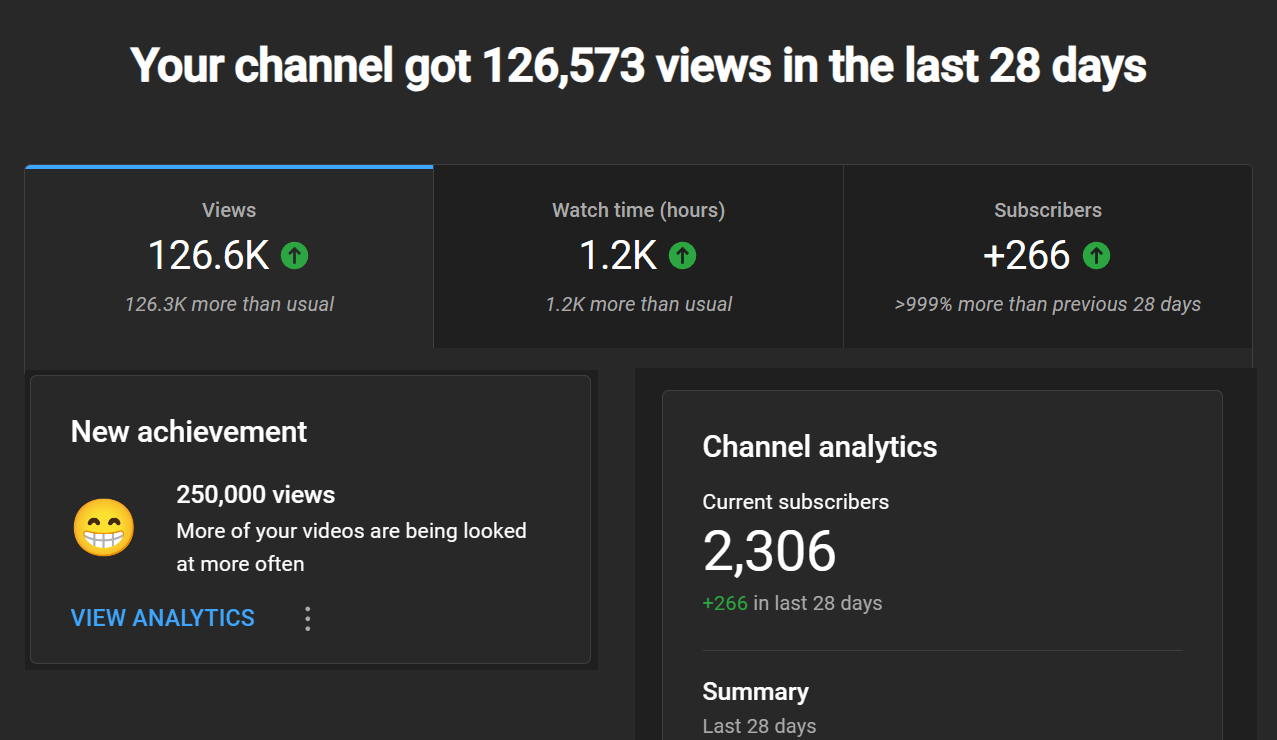 Your channel got 126,573 views in the last 28 days
Views
126.6K
126.3K more than usual
Watch time (hours)
1.2K
1.2K more than usual
Subscribers
+266
>999% more than previous 28 days
New achievement
250,000 views
More of your videos are being looked
at more often
VIEW ANALYTICS
Channel analytics
Current subscribers
2,306
+266 in last 28 days
Summary
Last 28 days